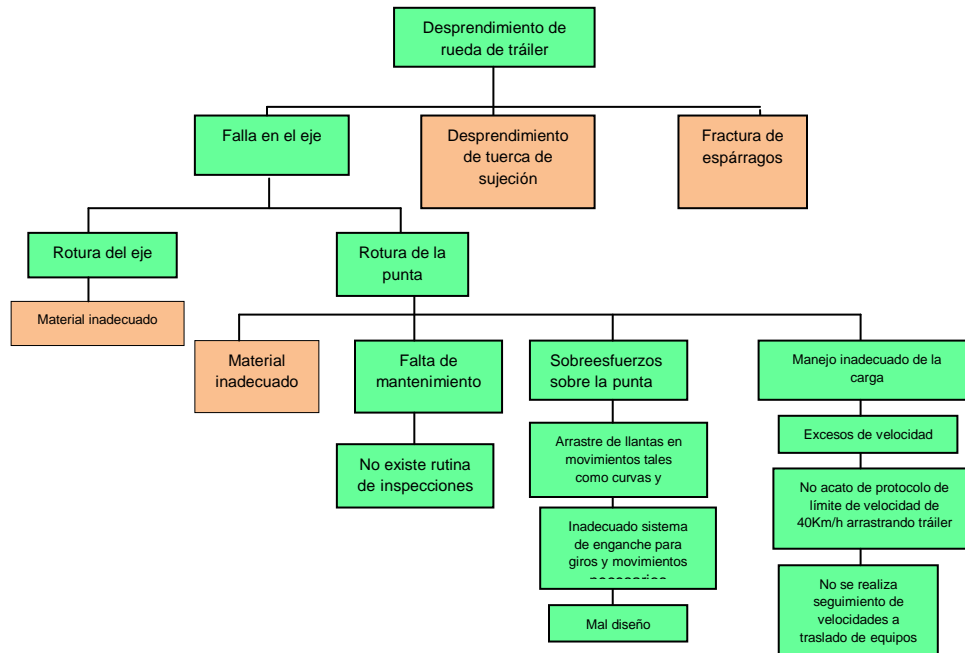 Desprendimiento de
rueda de tráiler
Falla en el eje
Desprendimiento
de tuerca de
sujeción
Fractura de
espárragos
Rotura del eje
Rotura de la
punta
Material inadecuado
Material
inadecuado
Falta de
mantenimiento
Sobreesfuerzos
sobre la punta
Manejo inadecuado de la
carga
No existe rutina
de inspecciones
Arrastre de llantas en
movimientos tales
como curvas y
Inadecuado sistema
de enganche para
giros y movimientos
Mal diseño
Excesos de velocidad
No acato de protocolo de
límite de velocidad de
40Km/h arrastrando tráiler
No se realiza
seguimiento de
velocidades a
traslado de equipos